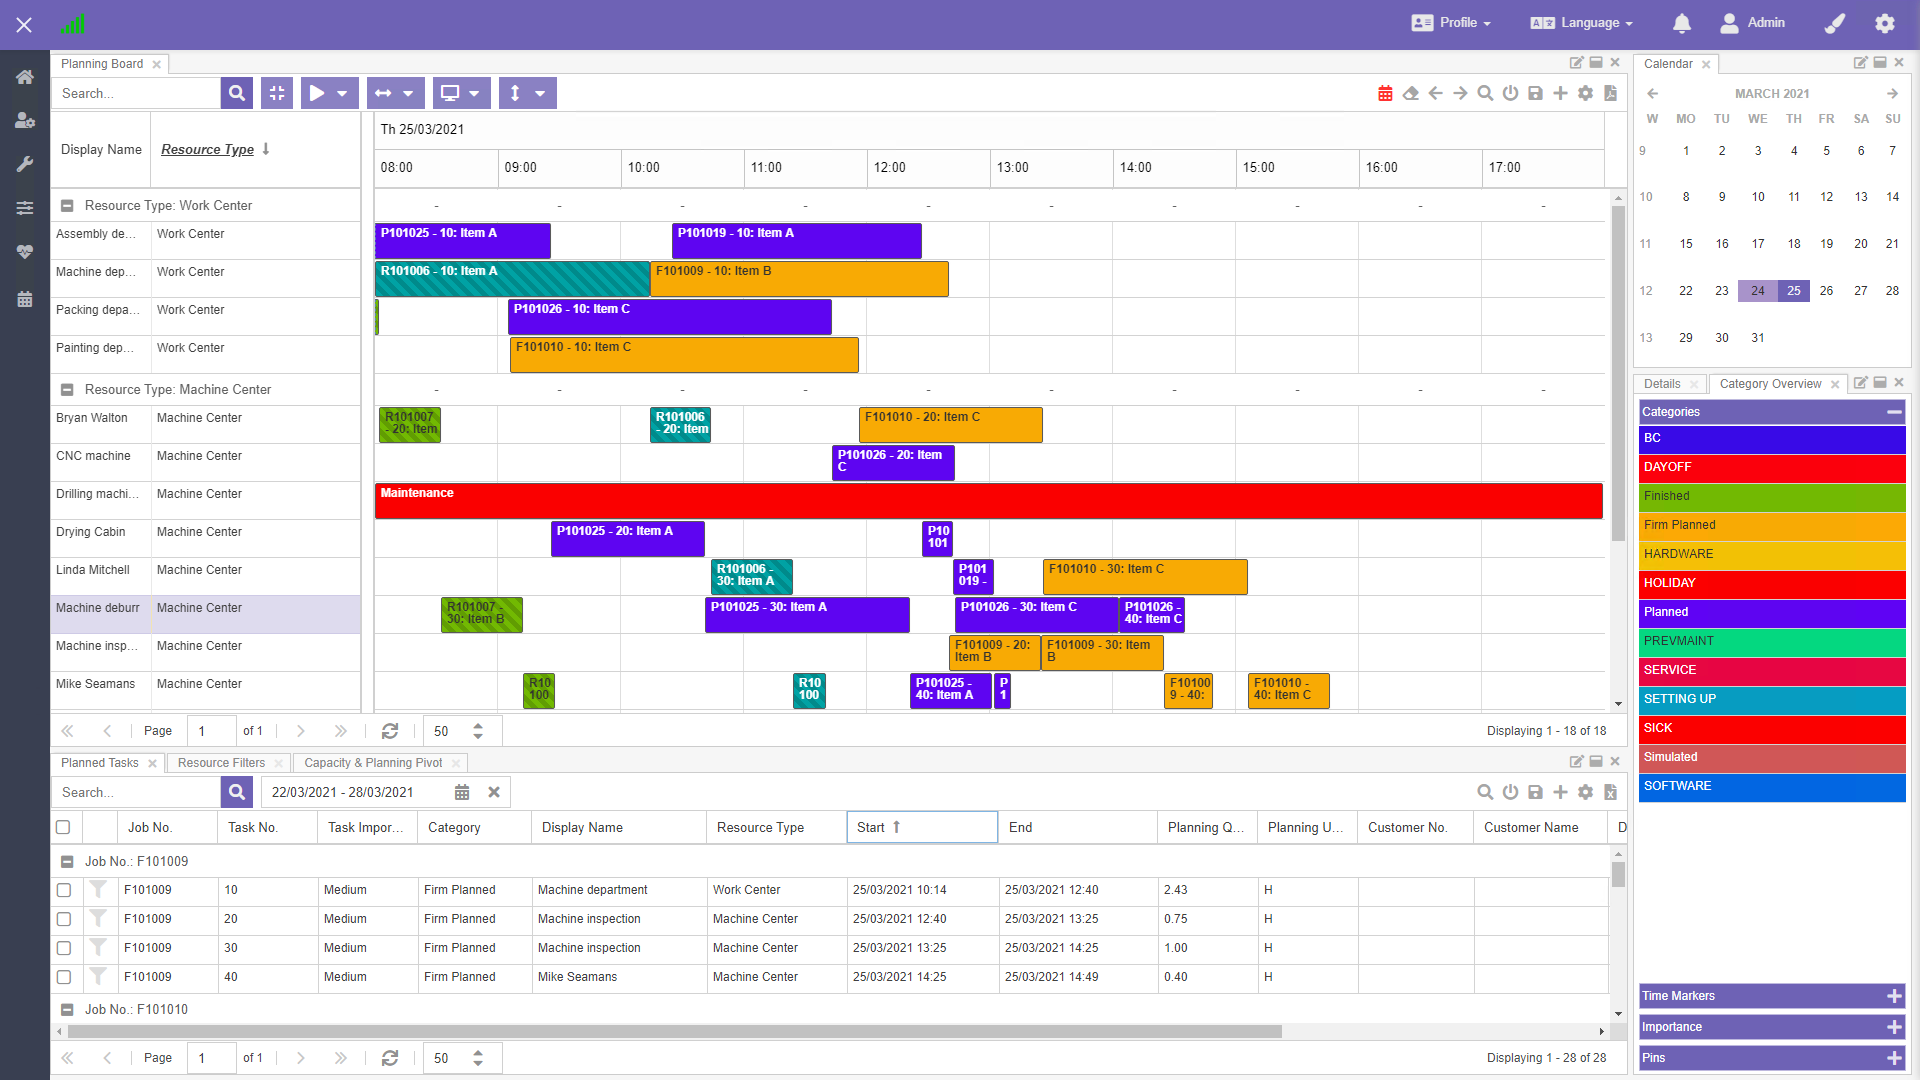 Profile
Language
Admin
Planning Board
Calendar
Search...
Display Name
Resource Type
Th 25/03/2021
08:00
09:00
10:00
11:00
12:00
13:00
14:00
15:00
16:00
17:00
Resource Type: Work Center
- - - - - - - - - -
Assembly de... Work Center
P101025 - 10: Item A
P101019 - 10: Item A
Machine dep... Work Center
R101006 - 10: Item A
F101009 - 10: Item B
Packing depa... Work Center
P101026 - 10: Item C
Painting dep... Work Center
F101010 - 10: Item C
Resource Type: Machine Center
- - - - - - - - - -
Bryan Walton Machine Center
R101007
- 20: Item
R101006
- 20: Item
F101010 - 20: Item C
CNC machine Machine Center
P101026 - 20: Item
C
Drilling machi... Machine Center
Maintenance
Drying Cabin Machine Center
P101025 - 20: Item A
P10
101
Linda Mitchell Machine Center
R101006 -
30: Item A
P101
019 -
F101010 - 30: Item C
Machine deburr Machine Center
R101007 -
30: Item B
P101025 - 30: Item A
P101026 - 30: Item C
P101026 -
40: Item C
Machine insp... Machine Center
F101009 - 20:
Item B
F101009 - 30: Item
B
Mike Seamans Machine Center
R10
100
R10
100
P101025 -
40: Item A
P
1
F10100
9 - 40:
F101010 -
40: Item C
Page 1 of 1 50 Displaying 1 - 18 of 18
MARCH 2021
W MO TU WE TH FR SA SU
9 1 2 3 4 5 6 7
10 8 9 10 11 12 13 14
11 15 16 17 18 19 20 21
12 22 23 24 25 26 27 28
13 29 30 31
Details
Category Overview
Categories
BC
DAYOFF
Finished
Firm Planned
HARDWARE
HOLIDAY
Planned
PREVMAINT
SERVICE
SETTING UP
SICK
Simulated
SOFTWARE
Time Markers
Importance
Pins
Planned Tasks
Resource Filters
Capacity & Planning Pivot
Search...
22/03/2021 - 28/03/2021
Job No. Task No. Task Impor... Category Display Name Resource Type Start End Planning Q... Planning U... Customer No. Customer Name D
Job No.: F101009
F101009 10 Medium Firm Planned Machine department Work Center 25/03/2021 10:14 25/03/2021 12:40 2.43 H
F101009 20 Medium Firm Planned Machine inspection Machine Center 25/03/2021 12:40 25/03/2021 13:25 0.75 H
F101009 30 Medium Firm Planned Machine inspection Machine Center 25/03/2021 13:25 25/03/2021 14:25 1.00 H
F101009 40 Medium Firm Planned Mike Seamans Machine Center 25/03/2021 14:25 25/03/2021 14:49 0.40 H
Job No.: F101010
Page 1 of 1 50 Displaying 1 - 28 of 28